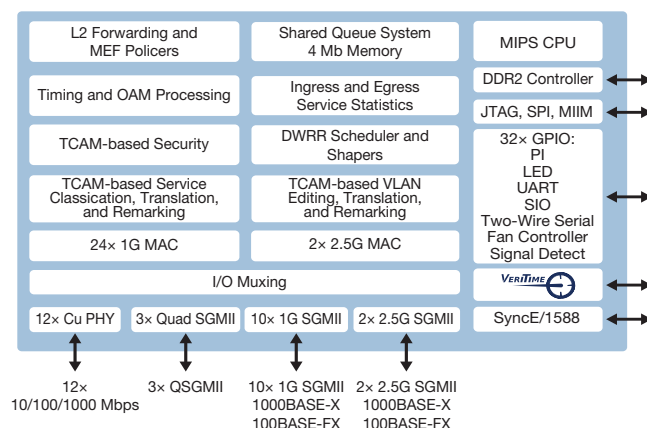 L2 Forwarding and
MEF Policers
Shared Queue System
4 Mb Memory
MIPS CPU
Timing and OAM Processing
Ingress and Egress
Service Statistics
DDR2 Controller
JTAG, SPI, MIIM
TCAM-based Security
DWRR Scheduler and
Shapers
32× GPIO:
PI
LED
UART
SIO
Two-Wire Serial
Fan Controller
Signal Detect
TCAM-based Service
Classication, Translation,
and Remarking
TCAM-based VLAN
Editing, Translation,
and Remarking
24× 1G MAC
2× 2.5G MAC
I/O Muxing
VERITIME
12× Cu PHY
3× Quad SGMII
10× 1G SGMII
2× 2.5G SGMII
SyncE/1588
12×
10/100/1000 Mbps
3× QSGMII
10× 1G SGMII
1000BASE-X
100BASE-FX
2× 2.5G SGMII
1000BASE-X
100BASE-FX